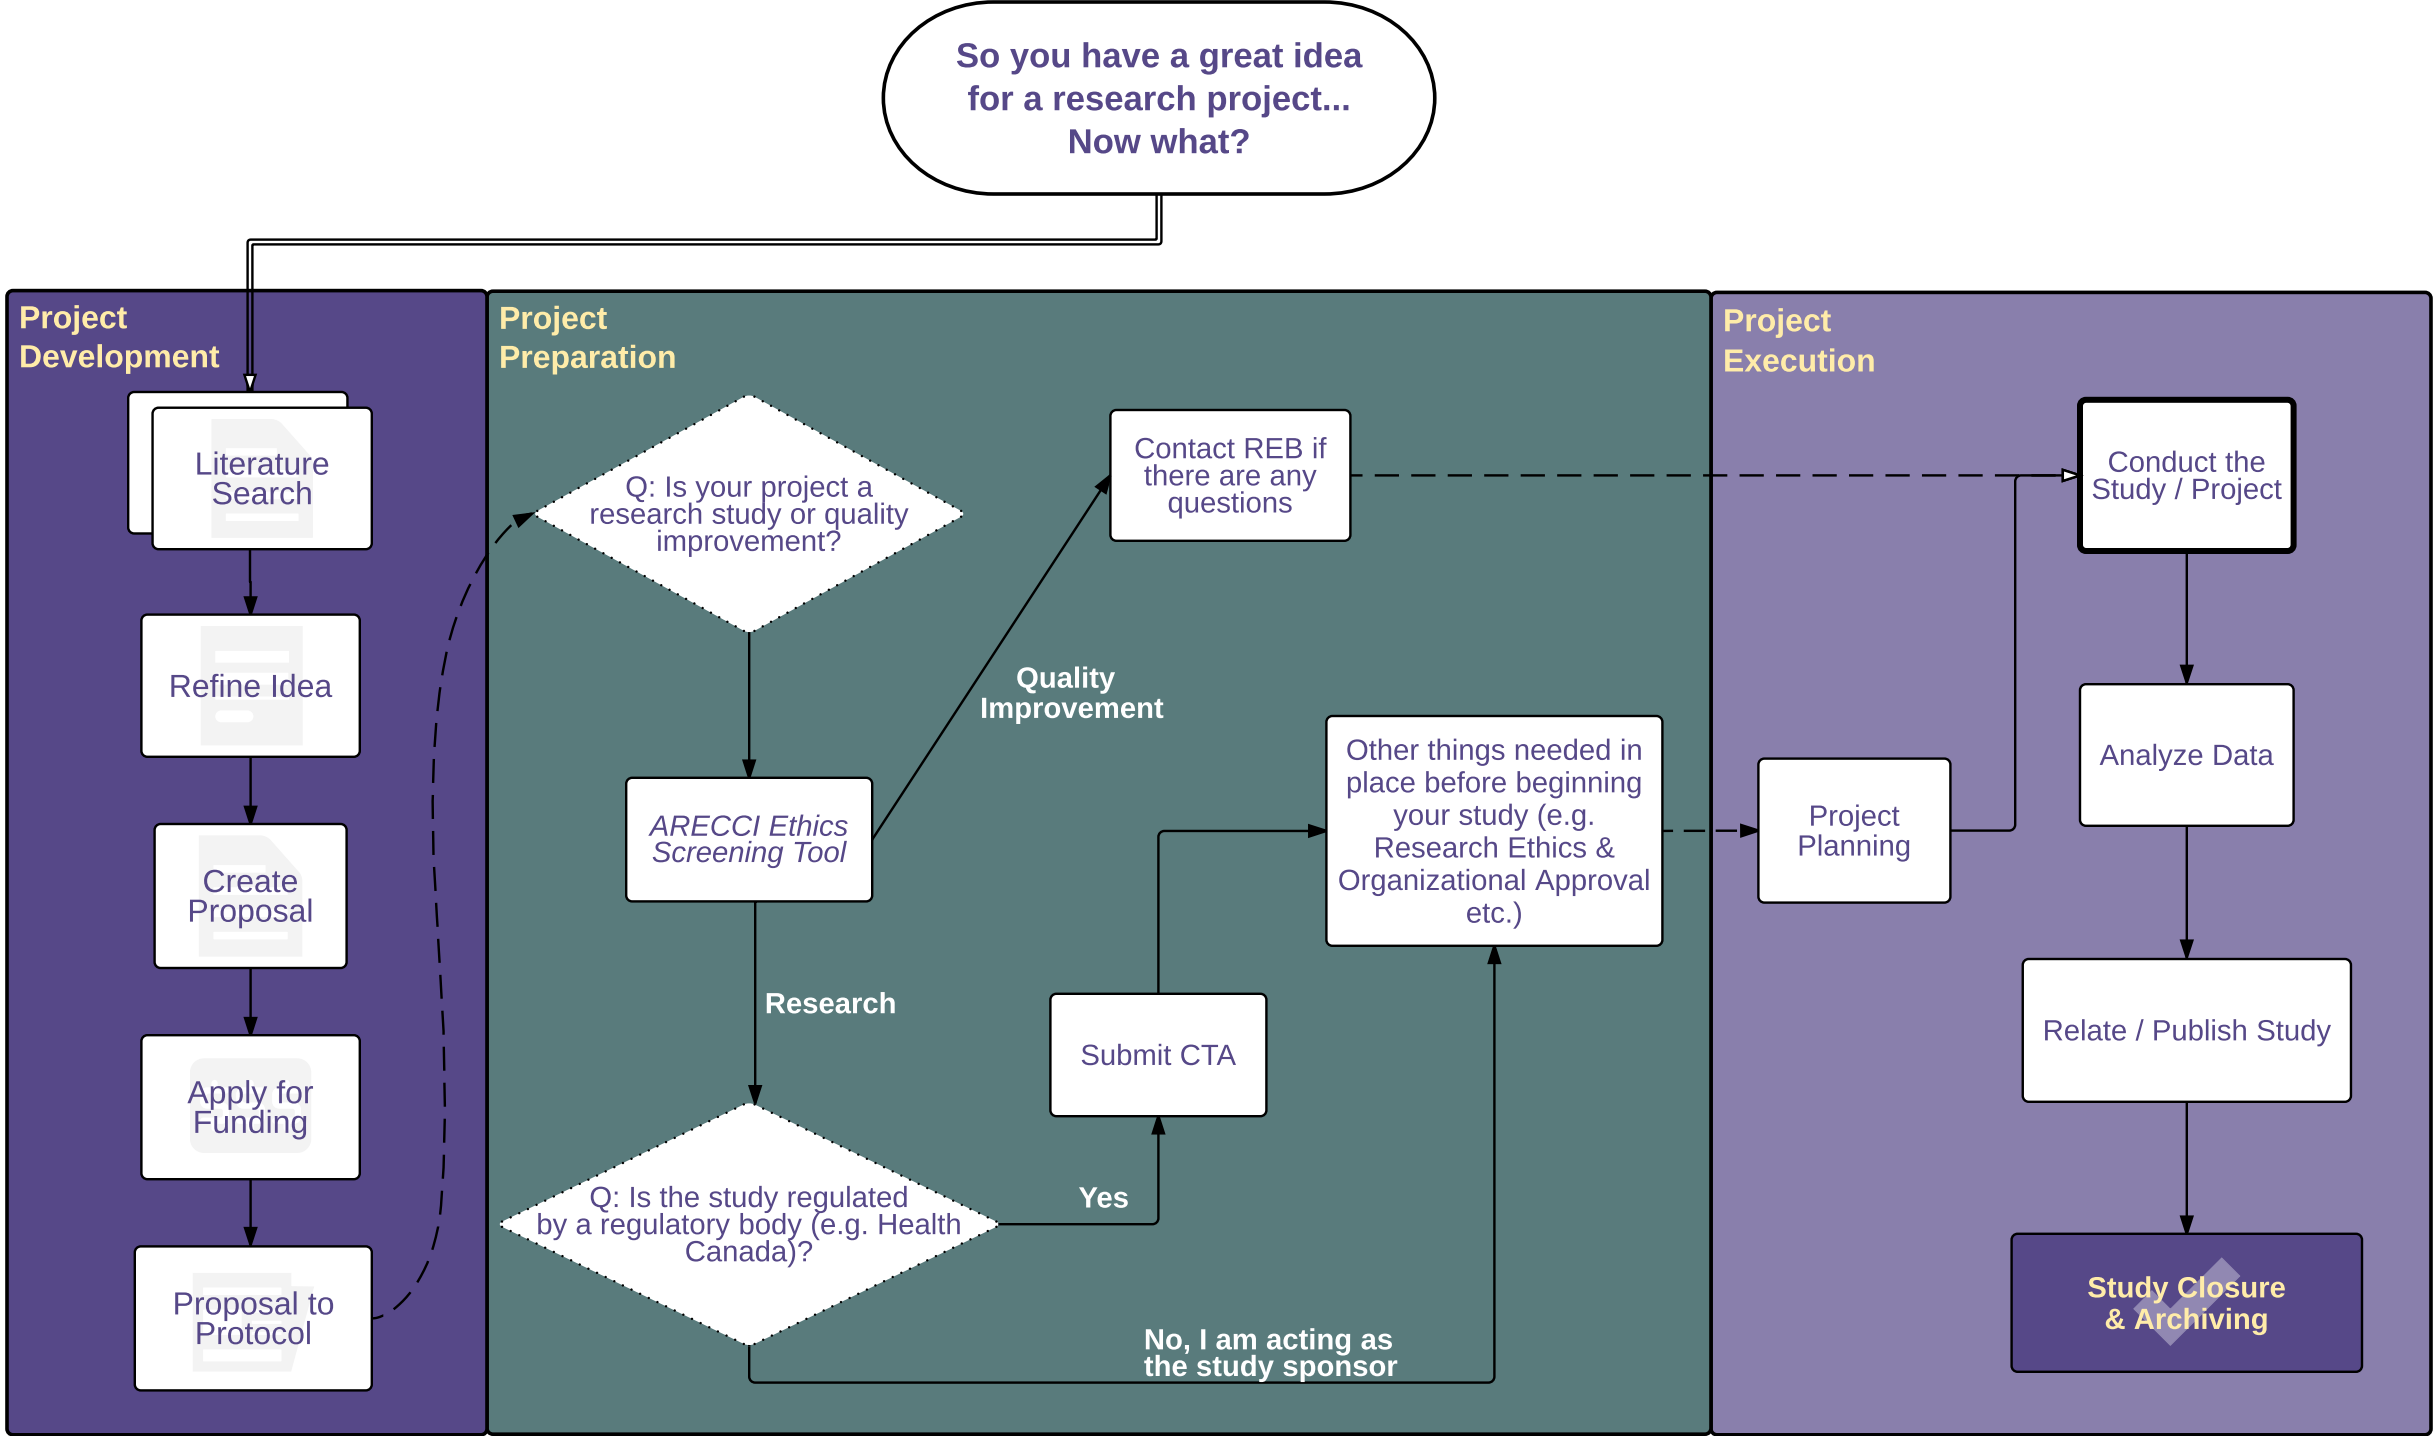 So you have a great idea
for a research project...
Now what?
Project
Development
Literature
Search
Refine Idea
Create
Proposal
Apply for
Funding
Proposal to
Protocol
Project
Preparation
Q: Is your project a
research study or quality
improvement?
Contact REB if
there are any
questions
Quality
Improvement
ARECCI Ethics
Screening Tool
Other things needed in
place before beginning
your study (e.g.
Research Ethics &
Organizational Approval
etc.)
Research
Submit CTA
Q: Is the study regulated
by a regulatory body (e.g. Health
Canada)?
Yes
No, I am acting as
the study sponsor
Project
Execution
Conduct the
Study / Project
Project
Planning
Analyze Data
Relate / Publish Study
Study Closure
& Archiving